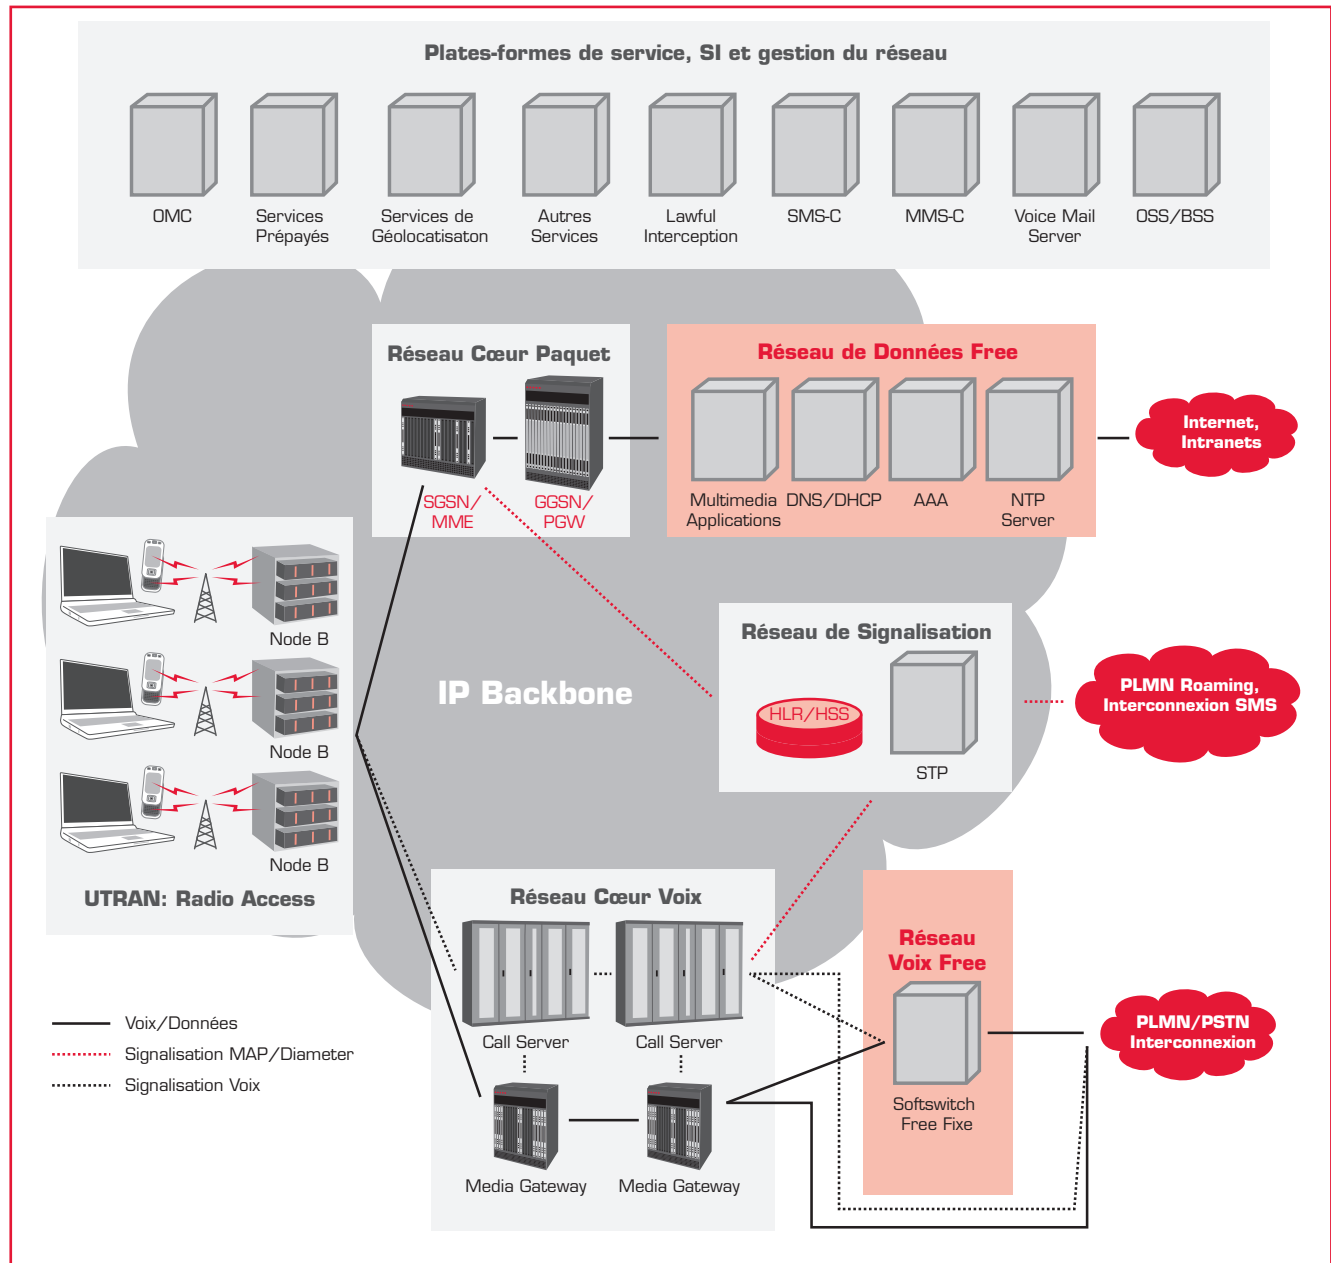 Plates-formes de service, SI et gestion du réseau
OMC
Services
Prépayés
Services de
Géolocatisaton
Autres
Services
Lawful
Interception
SMS-C
MMS-C
Voice Mail
Server
OSS/BSS
Réseau Cœur Paquet
SGSN/
MME
GGSN/
PGW
Réseau de Données Free
Multimedia
Applications
DNS/DHCP
AAA
NTP
Server
Internet,
Intranets
Node B
Node B
Node B
UTRAN: Radio Access
IP Backbone
Réseau de Signalisation
HLR/HSS
STP
PLMN Roaming,
Interconnexion SMS
Réseau Cœur Voix
Call Server
Call Server
Media Gateway
Media Gateway
Réseau
Voix Free
Softswitch
Free Fixe
PLMN/PSTN
Interconnexion
Voix/Données
Signalisation MAP/Diameter
Signalisation Voix